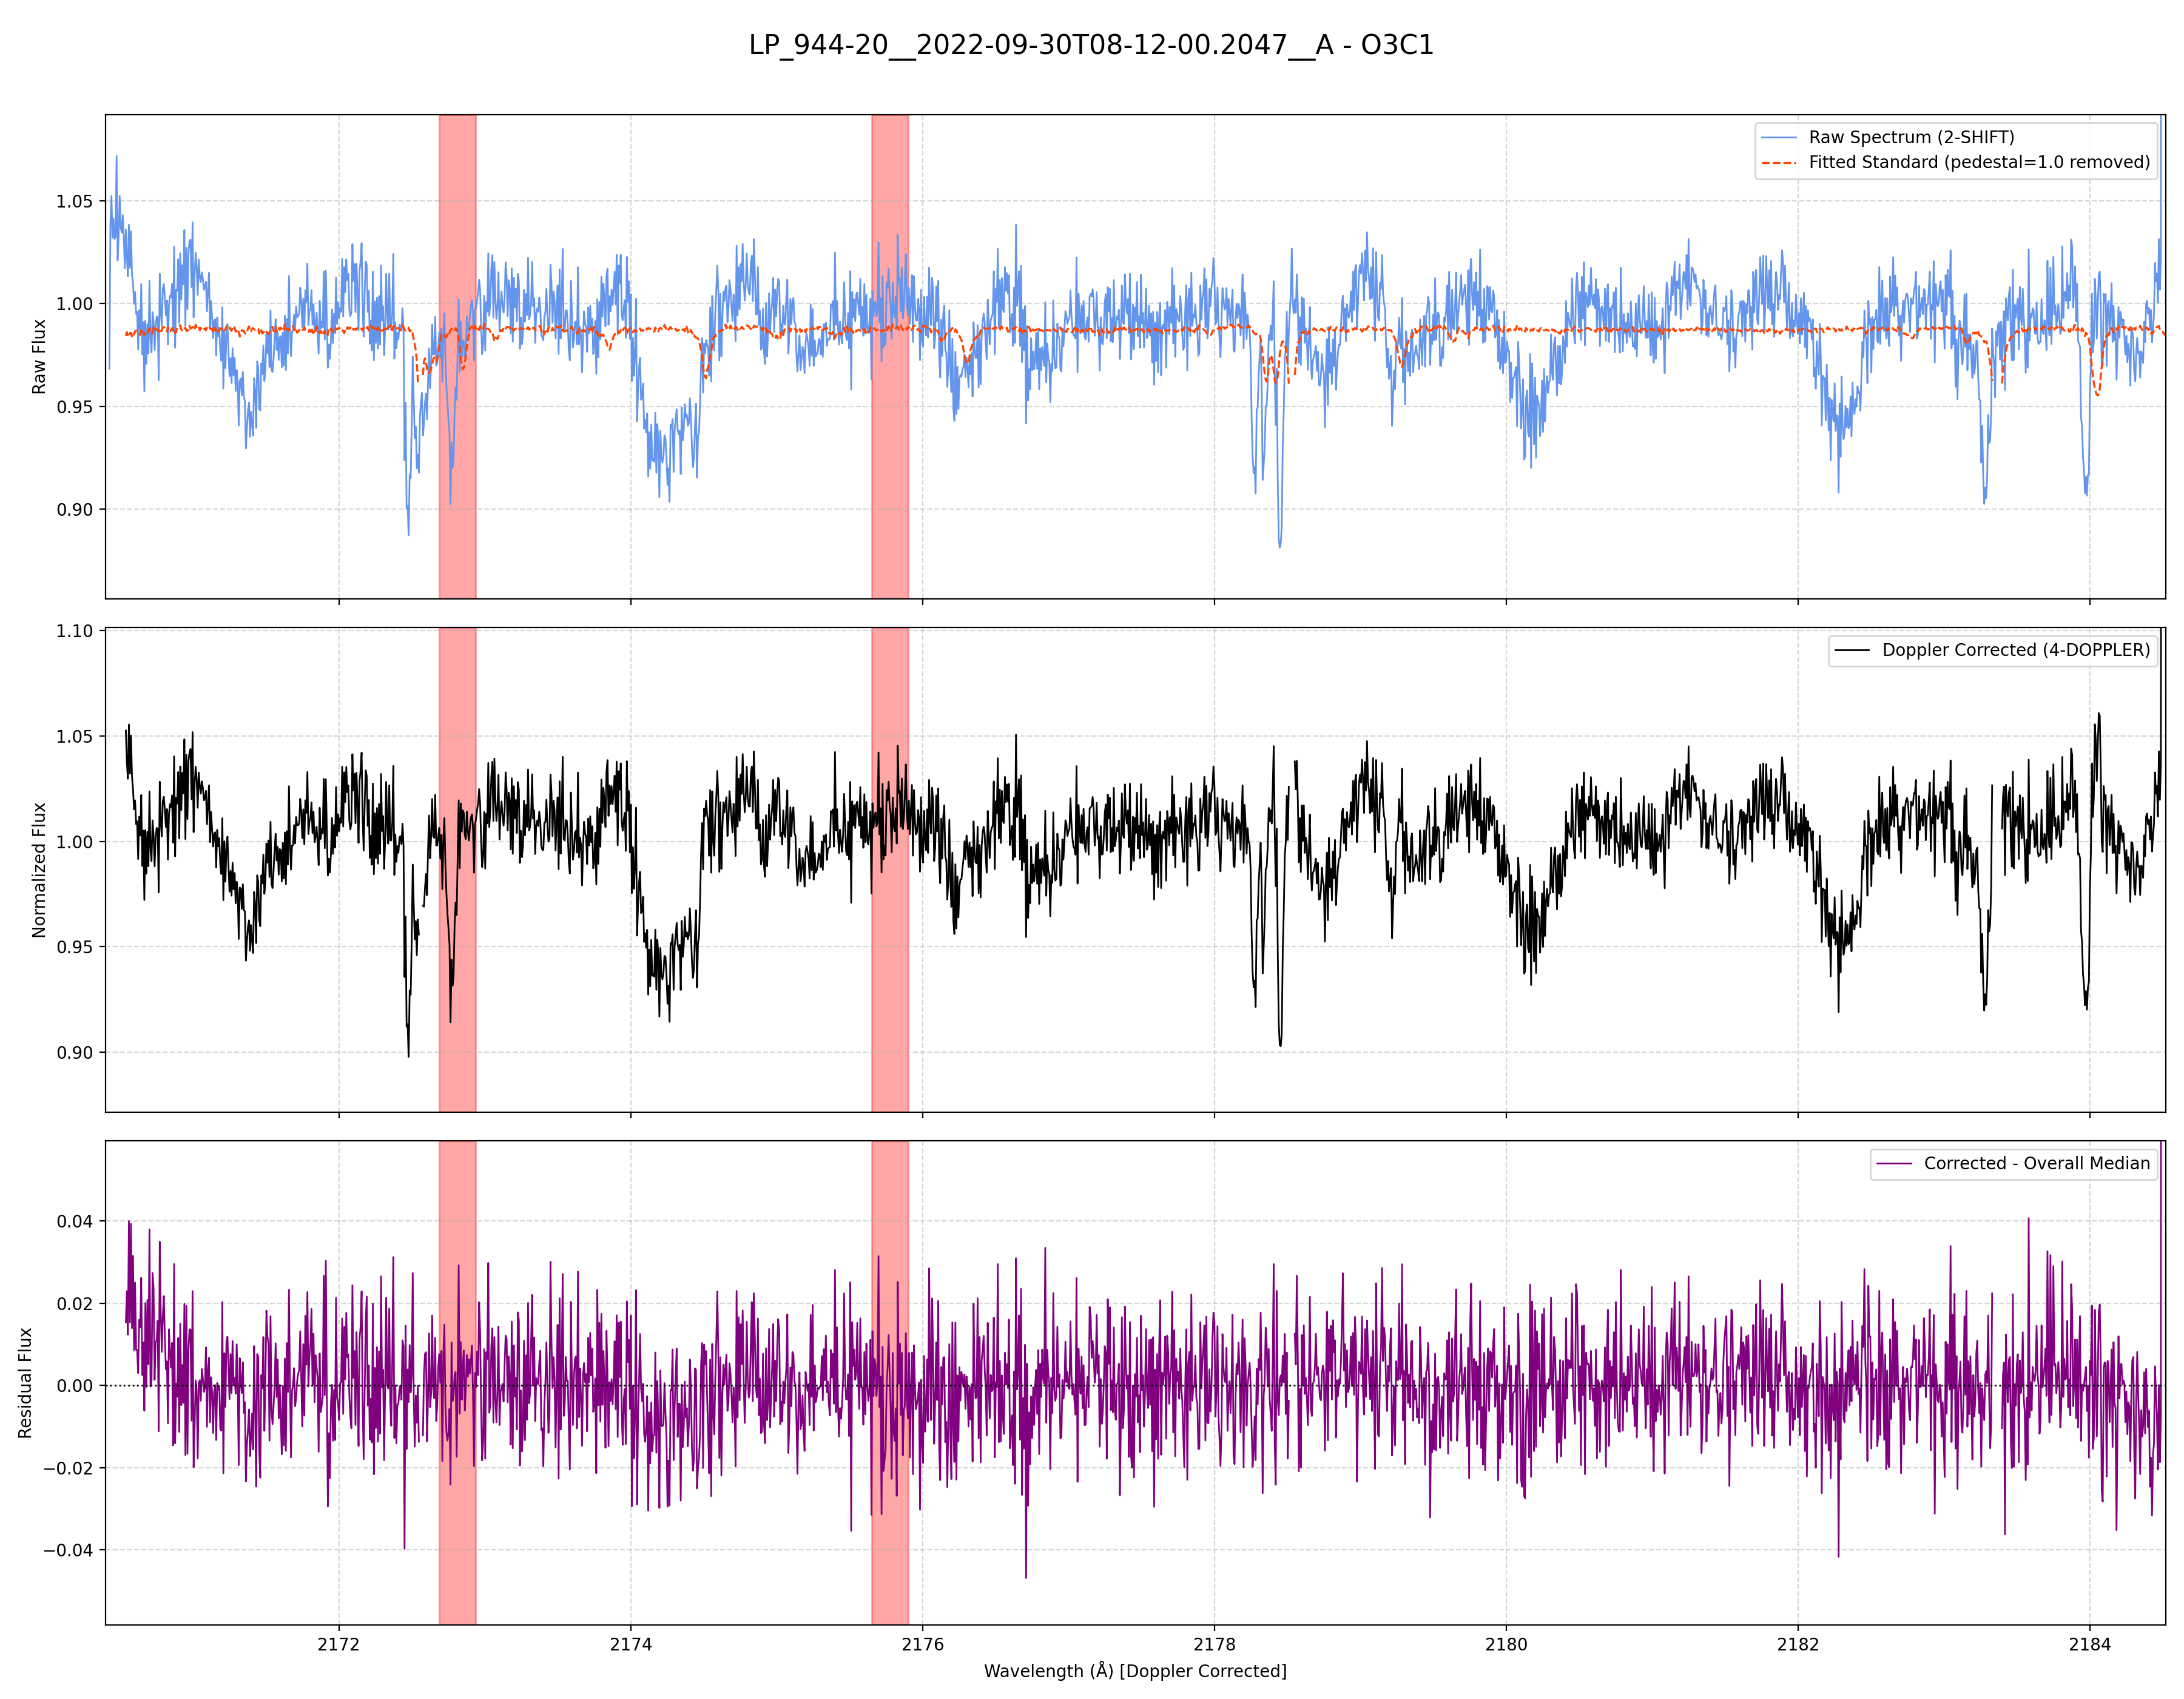 LP_944-20__2022-09-30T08-12-00.2047__A - O3C1
Raw Spectrum (2-SHIFT)
Fitted Standard (pedestal=1.0 removed)
1.05
1.00
0.95
0.90
Raw Flux
Doppler Corrected (4-DOPPLER)
1.10
1.05
1.00
0.95
0.90
Normalized Flux
Corrected - Overall Median
0.04
0.02
0.00
−0.02
−0.04
Residual Flux
2172 2174 2176 2178 2180 2182 2184
Wavelength (Å) [Doppler Corrected]